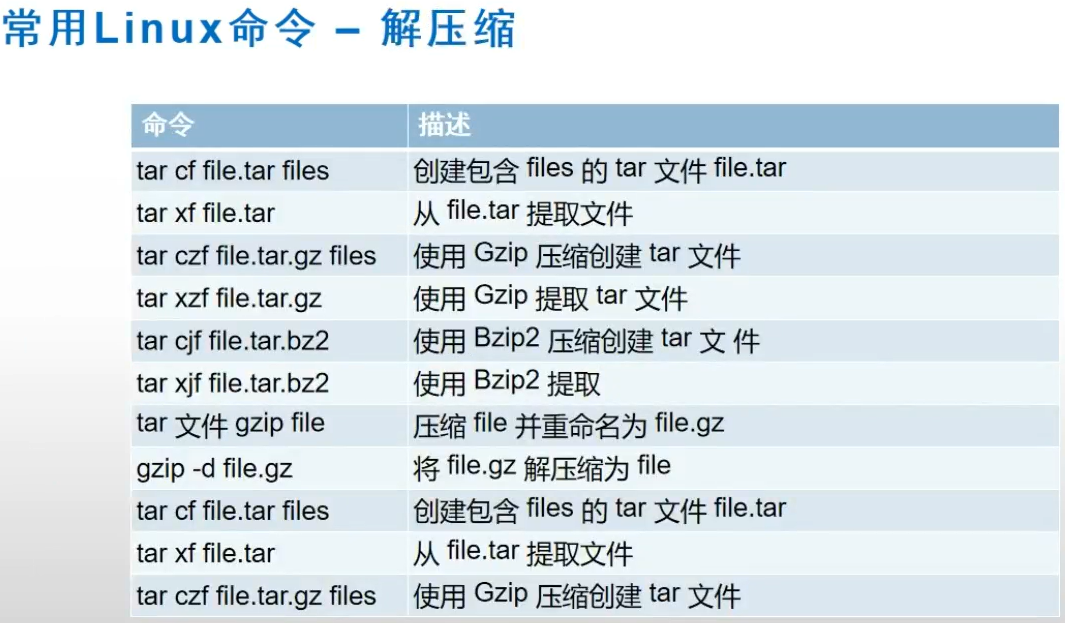 常用Linux命令 – 解压缩
命令 描述
tar cf file.tar files 创建包含 files 的 tar 文件 file.tar
tar xf file.tar 从 file.tar 提取文件
tar czf file.tar.gz files 使用 Gzip 压缩创建 tar 文件
tar xzf file.tar.gz 使用 Gzip 提取 tar 文件
tar cjf file.tar.bz2 使用 Bzip2 压缩创建 tar 文 件
tar xjf file.tar.bz2 使用 Bzip2 提取
tar 文件 gzip file 压缩 file 并重命名为 file.gz
gzip -d file.gz 将 file.gz 解压缩为 file
tar cf file.tar files 创建包含 files 的 tar 文件 file.tar
tar xf file.tar 从 file.tar 提取文件
tar czf file.tar.gz files 使用 Gzip 压缩创建 tar 文件